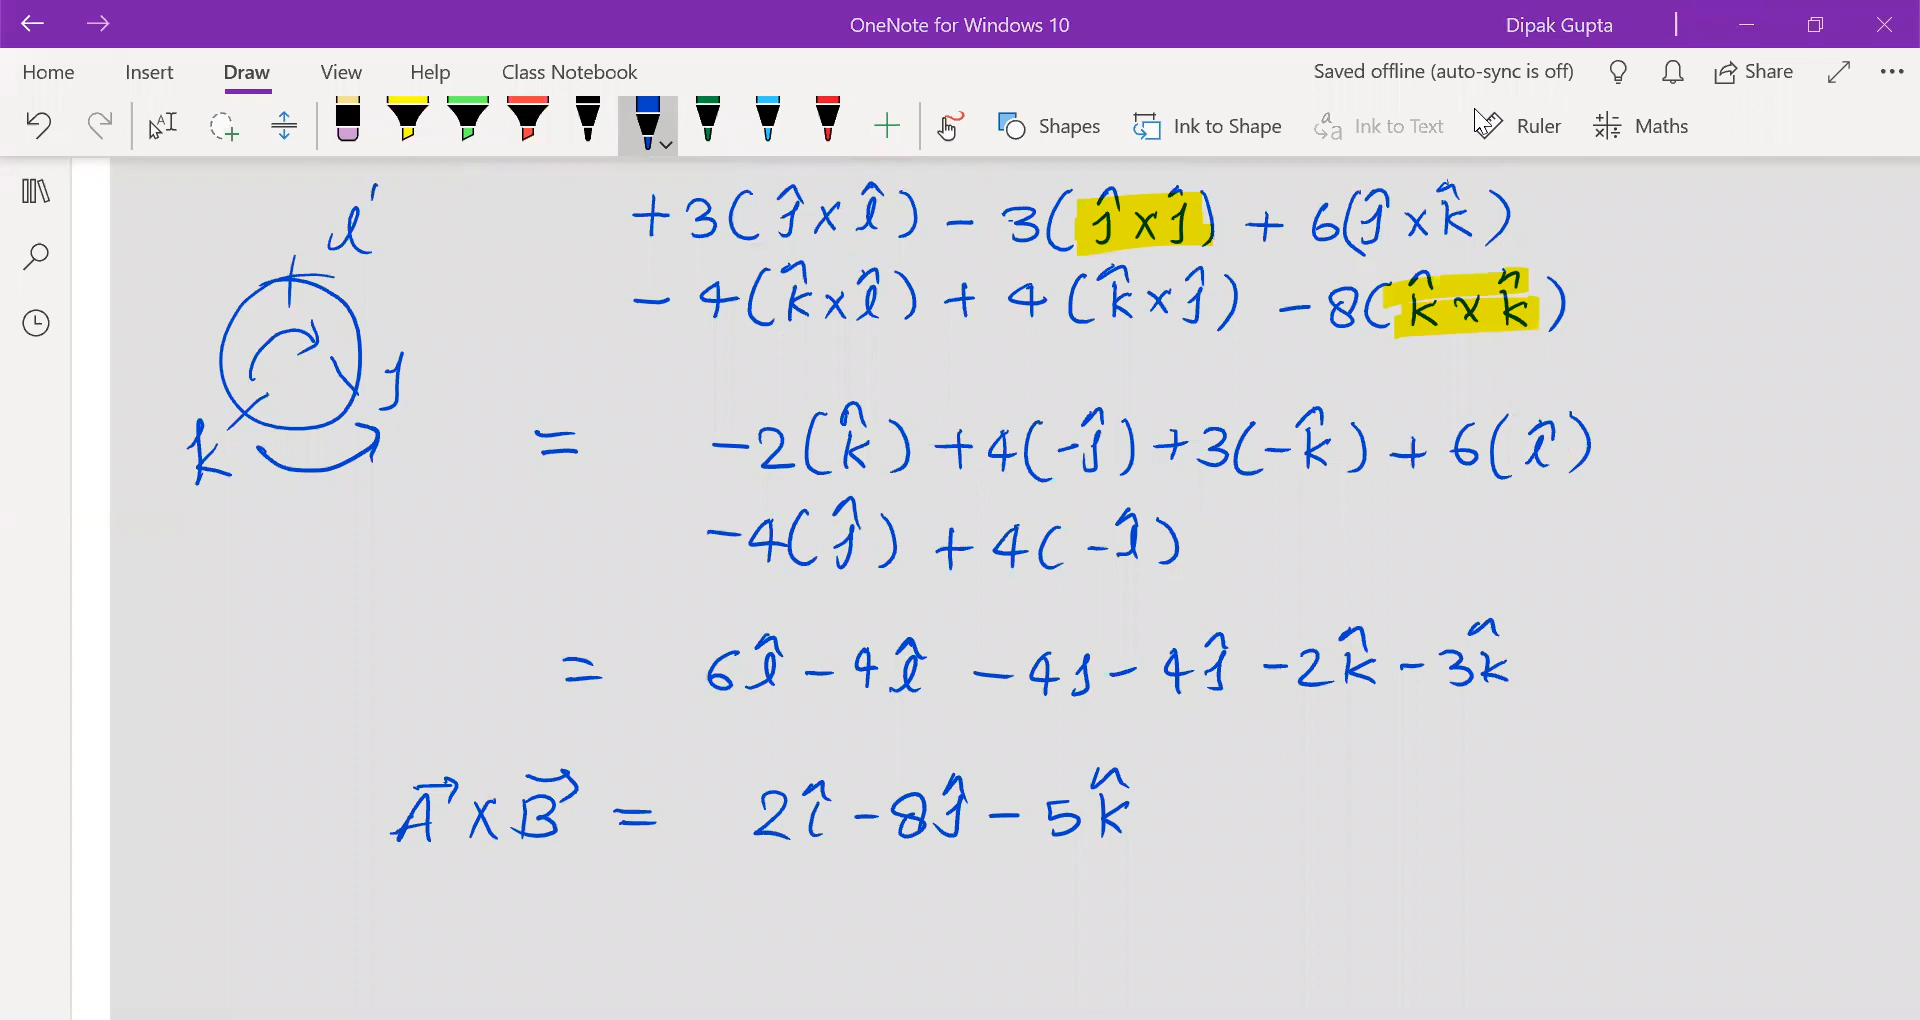 OneNote for Windows 10
Dipak Gupta
Home Insert Draw View Help Class Notebook
Saved offline (auto-sync is off) Share
Shapes Ink to Shape Ink to Text Ruler Maths
+ 3(ĵ × î) - 3(ĵ × ĵ) + 6(ĵ × k̂)
- 4(k̂ × î) + 4(k̂ × ĵ) - 8(k̂ × k̂)
i
j
k
= -2(k̂) + 4(-ĵ) + 3(-k̂) + 6(î)
-4(ĵ) + 4(-î)
= 6î - 4î - 4j - 4ĵ - 2k̂ - 3k̂
A⃗ × B⃗ = 2î - 8ĵ - 5k̂